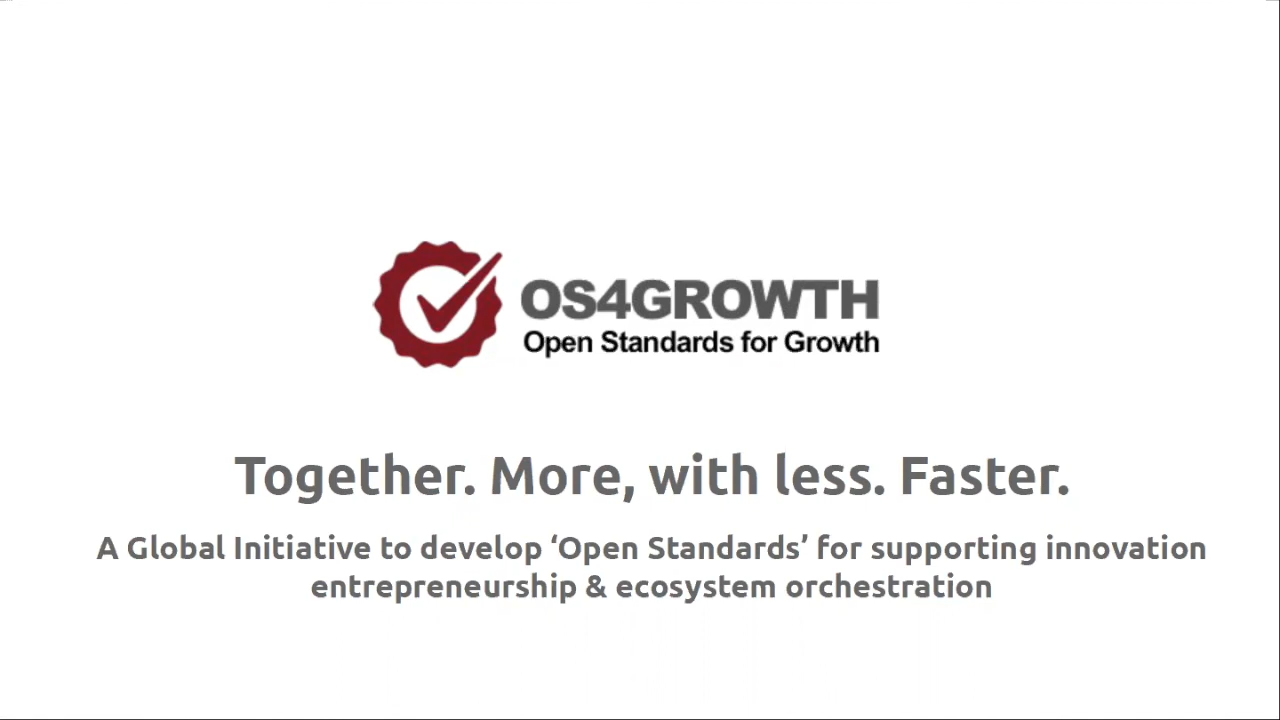 OS4GROWTH
Open Standards for Growth
Together. More, with less. Faster.
A Global Initiative to develop ‘Open Standards’ for supporting innovation
entrepreneurship & ecosystem orchestration